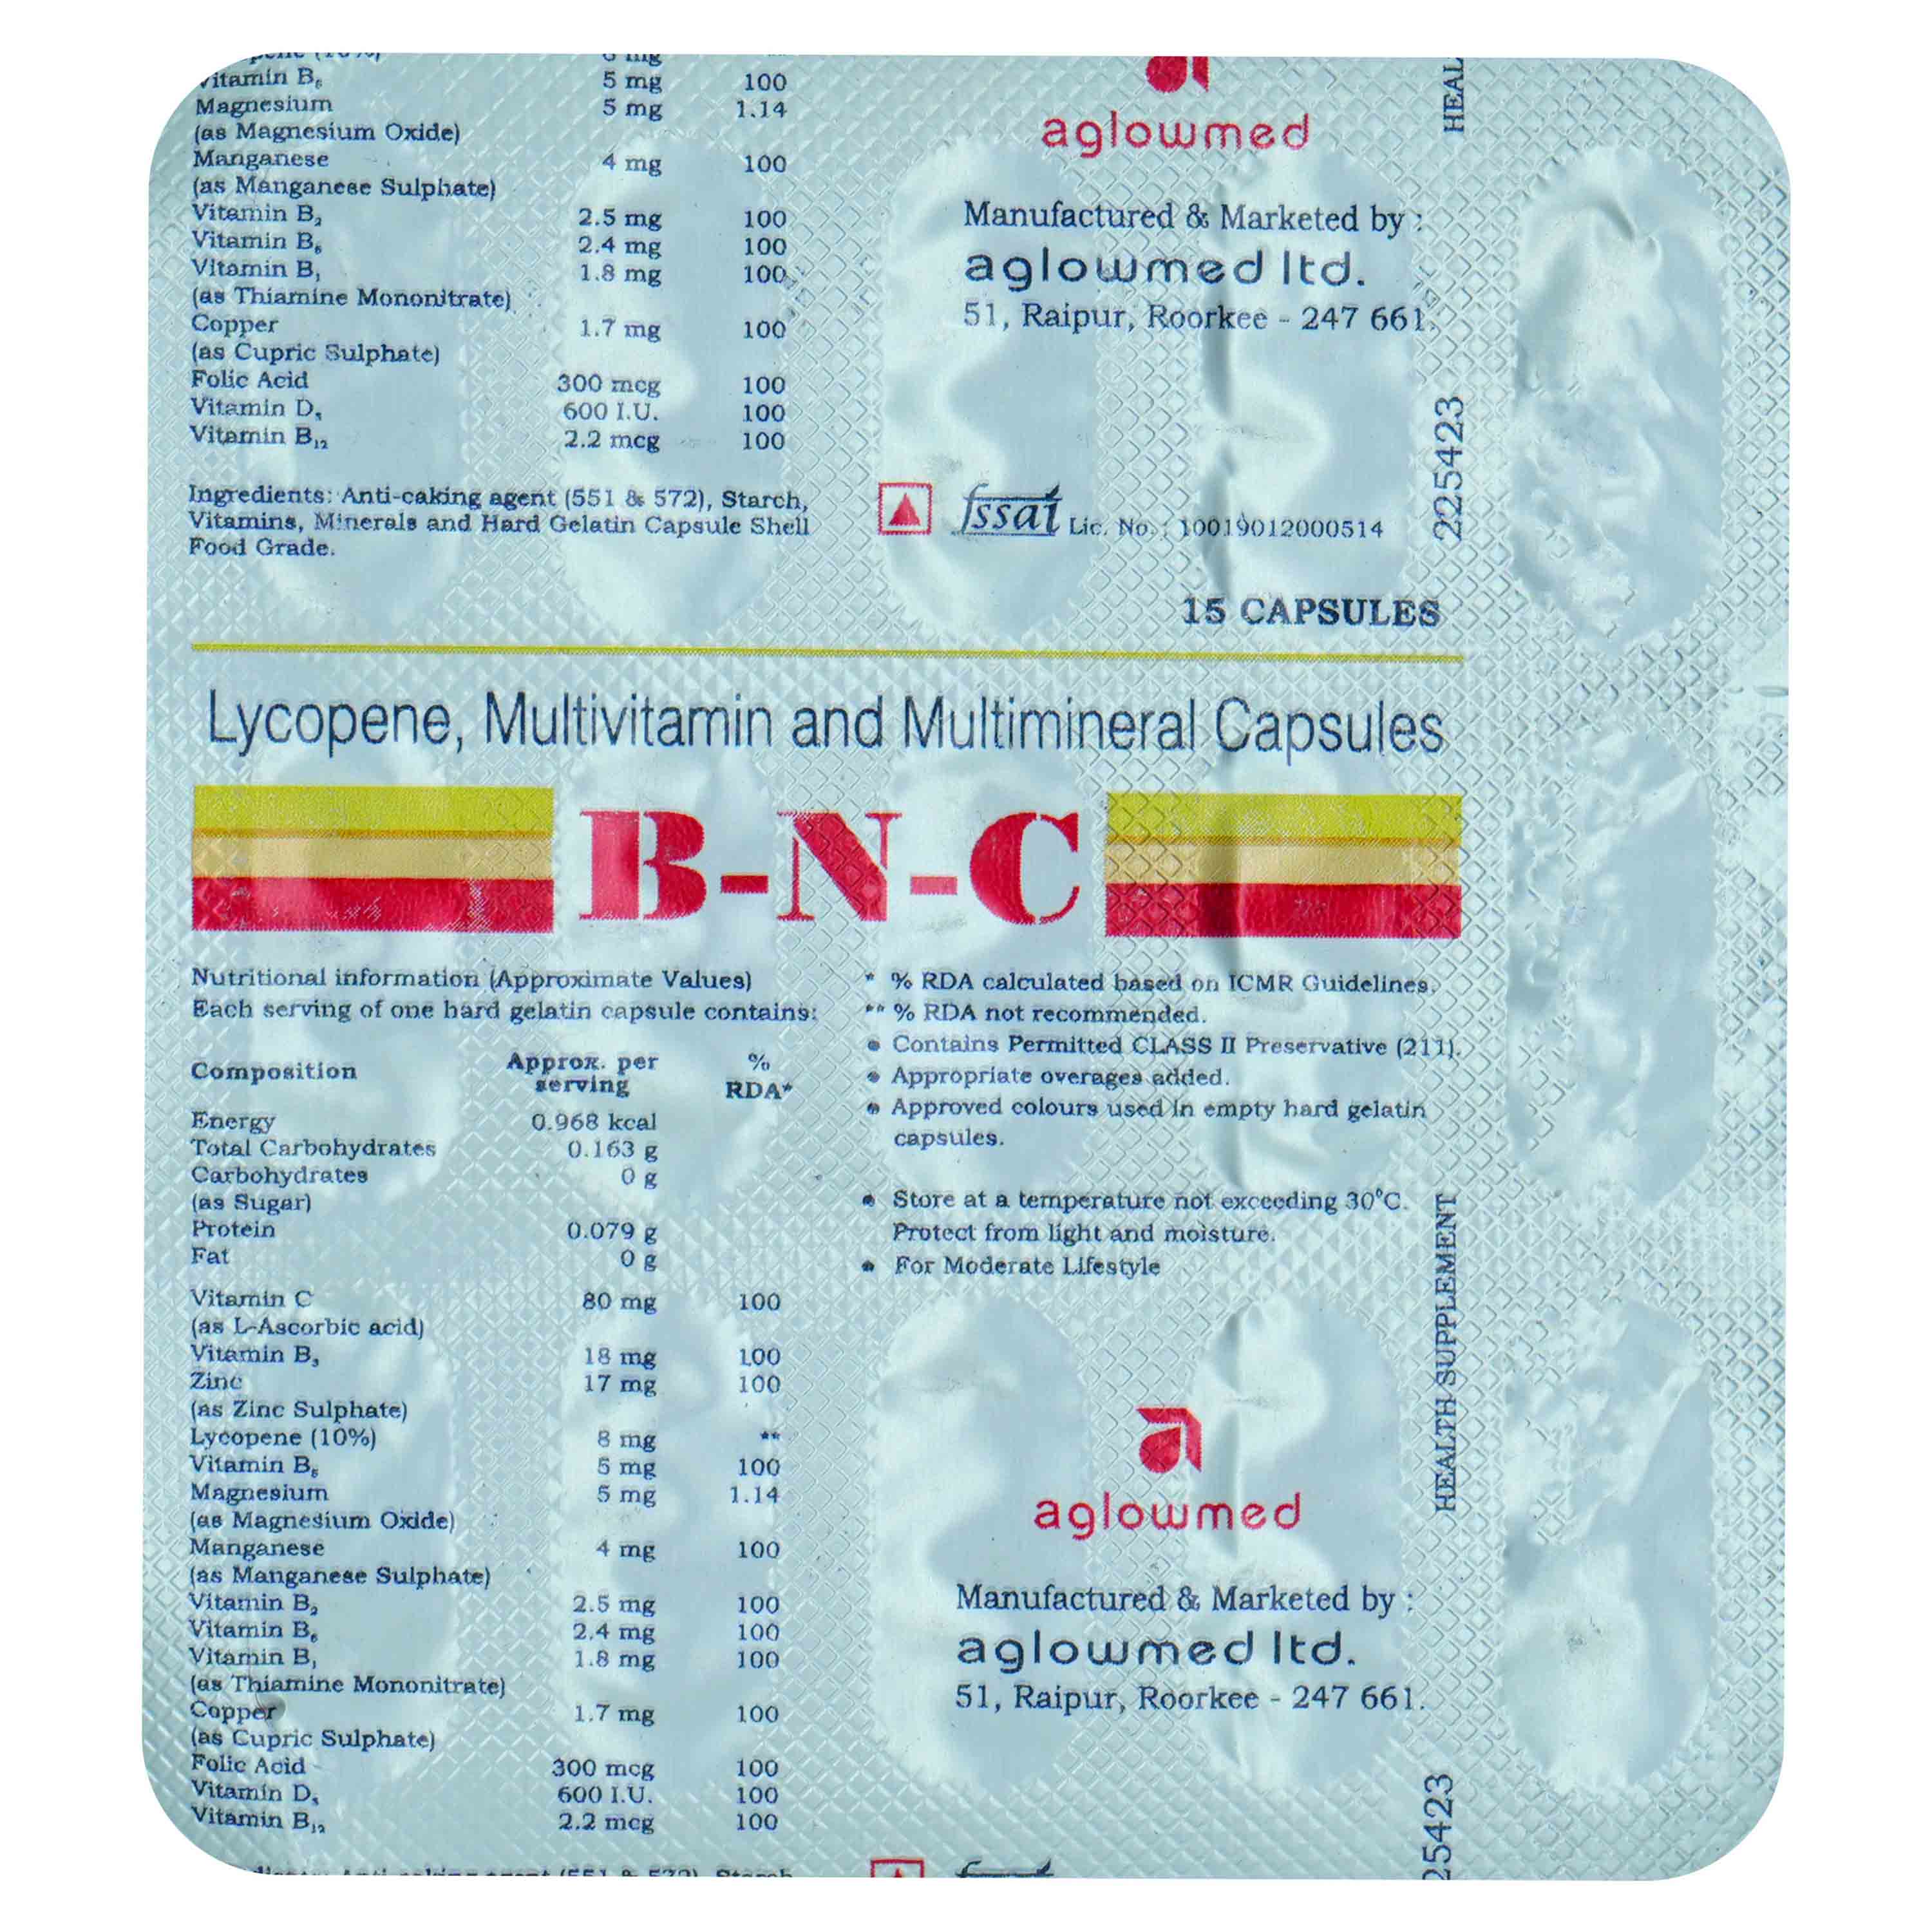 Vitamin B₅ 5 mg 100
Magnesium 5 mg 1.14
(as Magnesium Oxide)
Manganese 4 mg 100
(as Manganese Sulphate)
Vitamin B₂ 2.5 mg 100
Vitamin B₆ 2.4 mg 100
Vitamin B₁ 1.8 mg 100
(as Thiamine Mononitrate)
Copper 1.7 mg 100
(as Cupric Sulphate)
Folic Acid 300 mcg 100
Vitamin D₃ 600 I.U. 100
Vitamin B₁₂ 2.2 mcg 100
Ingredients: Anti-caking agent (551 & 572), Starch,
Vitamins, Minerals and Hard Gelatin Capsule Shell
Food Grade.
aglowmed
Manufactured & Marketed by :
aglowmed ltd.
51, Raipur, Roorkee - 247 661.
fssai Lic. No. : 10019012000514
15 CAPSULES
HEAL
2225423
Lycopene, Multivitamin and Multimineral Capsules
B-N-C
Nutritional information (Approximate Values)
Each serving of one hard gelatin capsule contains:
Composition Approx. per serving % RDA*
Energy 0.968 kcal
Total Carbohydrates 0.163 g
Carbohydrates 0 g
(as Sugar)
Protein 0.079 g
Fat 0 g
Vitamin C 80 mg 100
(as L-Ascorbic acid)
Vitamin B₃ 18 mg 100
Zinc 17 mg 100
(as Zinc Sulphate)
Lycopene (10%) 8 mg **
Vitamin B₅ 5 mg 100
Magnesium 5 mg 1.14
(as Magnesium Oxide)
Manganese 4 mg 100
(as Manganese Sulphate)
Vitamin B₂ 2.5 mg 100
Vitamin B₆ 2.4 mg 100
Vitamin B₁ 1.8 mg 100
(as Thiamine Mononitrate)
Copper 1.7 mg 100
(as Cupric Sulphate)
Folic Acid 300 mcg 100
Vitamin D₃ 600 I.U. 100
Vitamin B₁₂ 2.2 mcg 100
* % RDA calculated based on ICMR Guidelines.
** % RDA not recommended.
• Contains Permitted CLASS II Preservative (211).
• Appropriate overages added.
• Approved colours used in empty hard gelatin
capsules.
• Store at a temperature not exceeding 30°C.
Protect from light and moisture.
• For Moderate Lifestyle
aglowmed
Manufactured & Marketed by :
aglowmed ltd.
51, Raipur, Roorkee - 247 661.
HEALTH SUPPLEMENT
25423